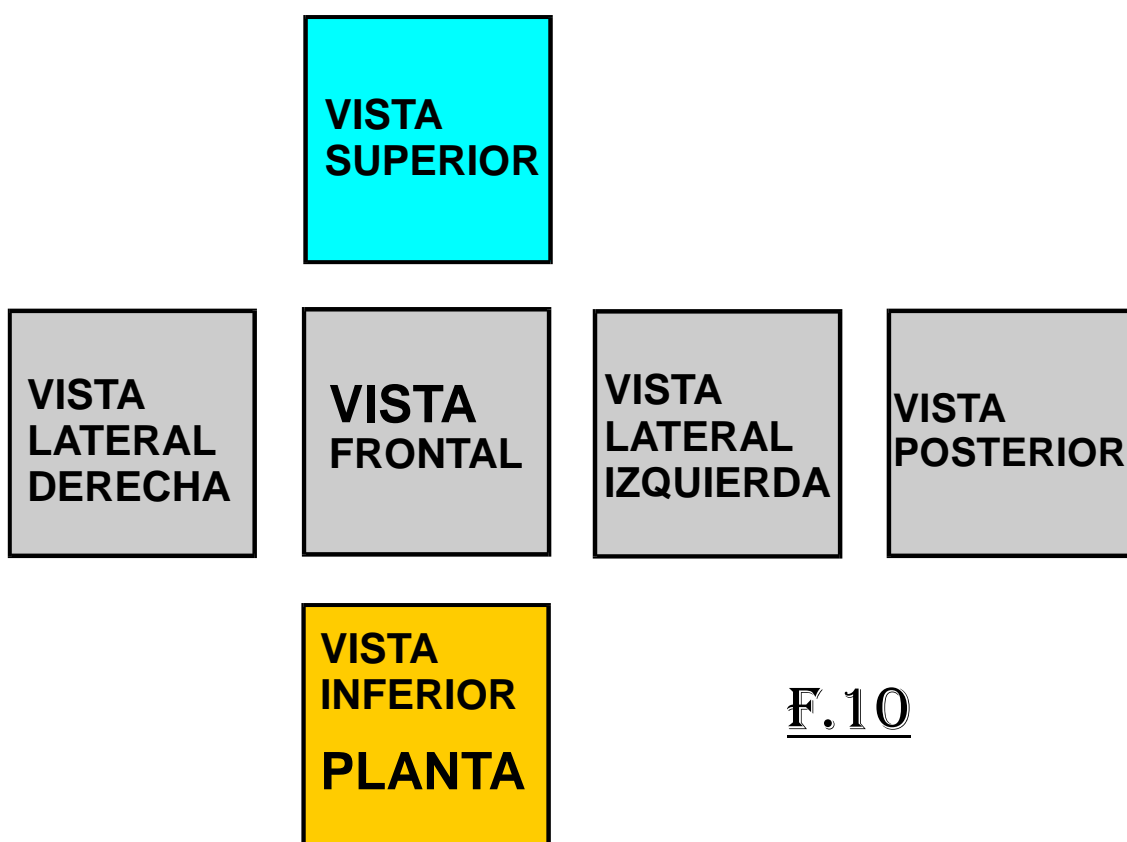 VISTA
SUPERIOR
VISTA
LATERAL
DERECHA
VISTA
FRONTAL
VISTA
LATERAL
IZQUIERDA
VISTA
POSTERIOR
VISTA
INFERIOR
PLANTA
F.10